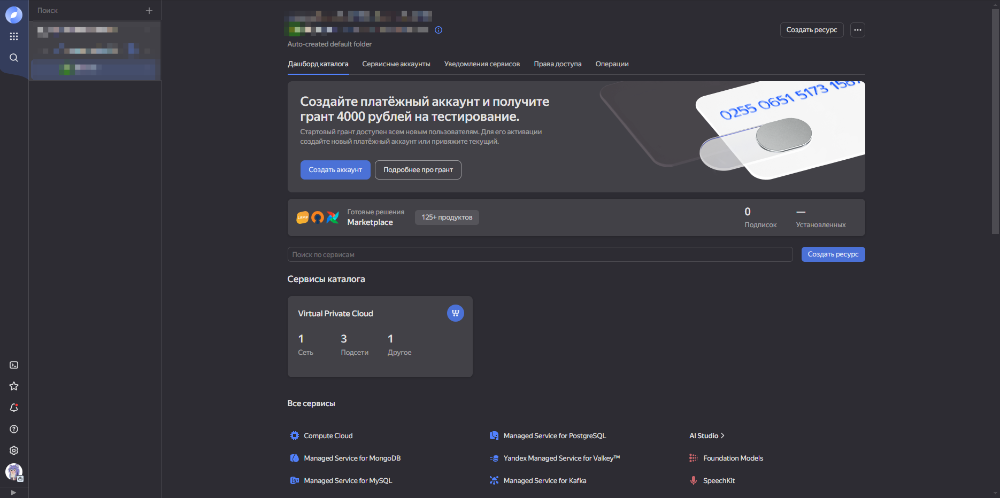 Поиск
Создать ресурс
Auto-created default folder
Дашборд каталога
Сервисные аккаунты
Уведомления сервисов
Права доступа
Операции
Создайте платёжный аккаунт и получите
грант 4000 рублей на тестирование.
Стартовый грант доступен всем новым пользователям. Для его активации
создайте новый платёжный аккаунт или привяжите текущий.
Создать аккаунт
Подробнее про грант
0255 0651 5173 1587
LAMP
Готовые решения
Marketplace
125+ продуктов
0
Подписок
—
Установленных
Поиск по сервисам
Создать ресурс
Сервисы каталога
Virtual Private Cloud
1
Сеть
3
Подсети
1
Другое
Все сервисы
Compute Cloud
Managed Service for PostgreSQL
AI Studio
Managed Service for MongoDB
Yandex Managed Service for Valkey™
Foundation Models
Managed Service for MySQL
Managed Service for Kafka
SpeechKit